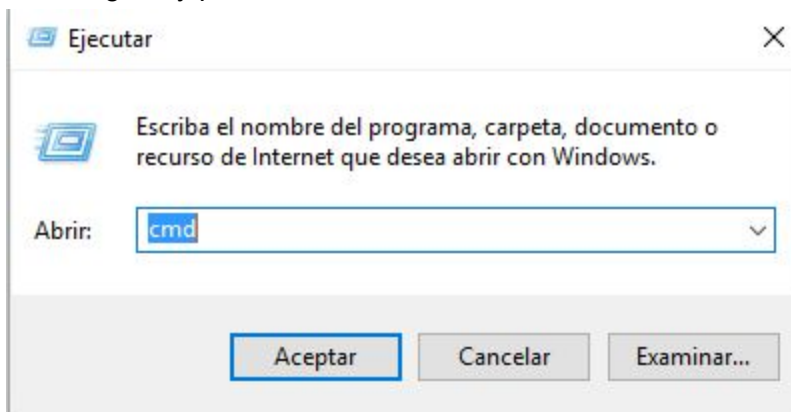 Ejecutar
Escriba el nombre del programa, carpeta, documento o
recurso de Internet que desea abrir con Windows.
Abrir: cmd
Aceptar Cancelar Examinar...